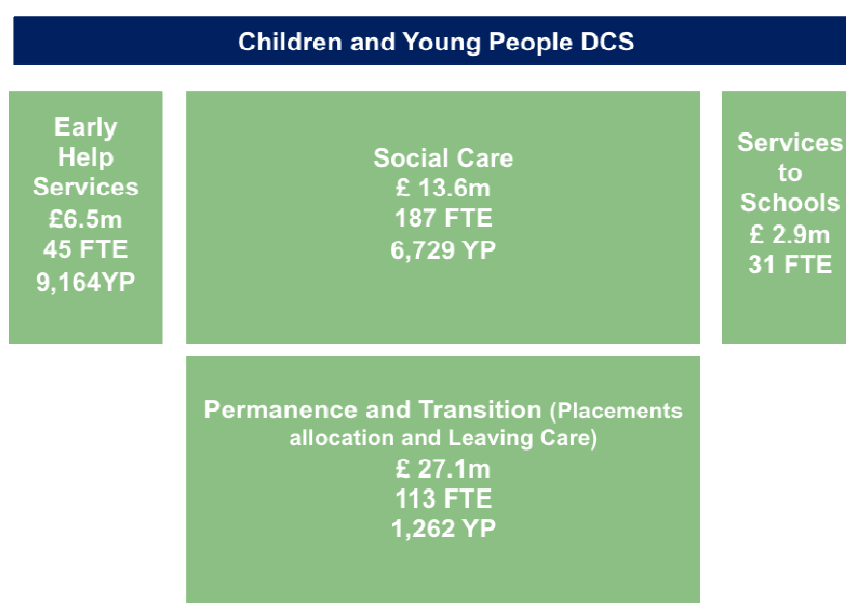 Children and Young People DCS
Early
Help
Services
£6.5m
45 FTE
9,164YP
Social Care
£ 13.6m
187 FTE
6,729 YP
Services
to
Schools
£ 2.9m
31 FTE
Permanence and Transition (Placements
allocation and Leaving Care)
£ 27.1m
113 FTE
1,262 YP